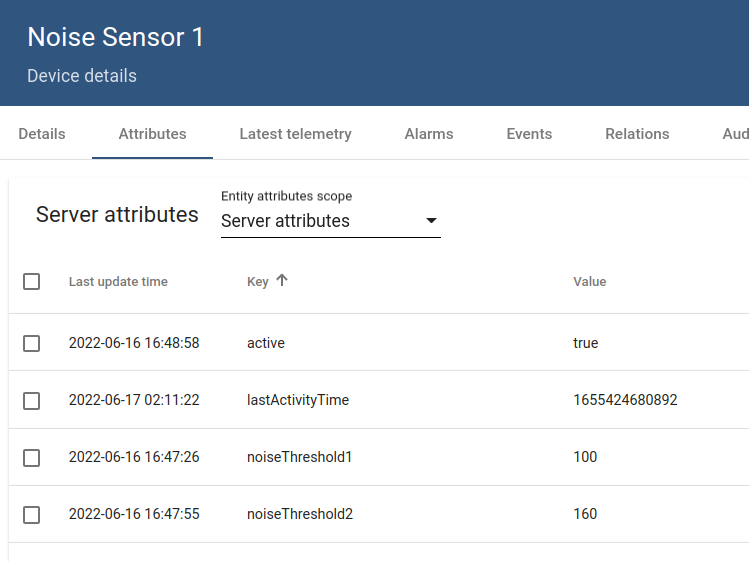 Noise Sensor 1
Device details
Details Attributes Latest telemetry Alarms Events Relations Aud
Entity attributes scope
Server attributes Server attributes
Last update time Key Value
2022-06-16 16:48:58 active true
2022-06-17 02:11:22 lastActivityTime 1655424680892
2022-06-16 16:47:26 noiseThreshold1 100
2022-06-16 16:47:55 noiseThreshold2 160